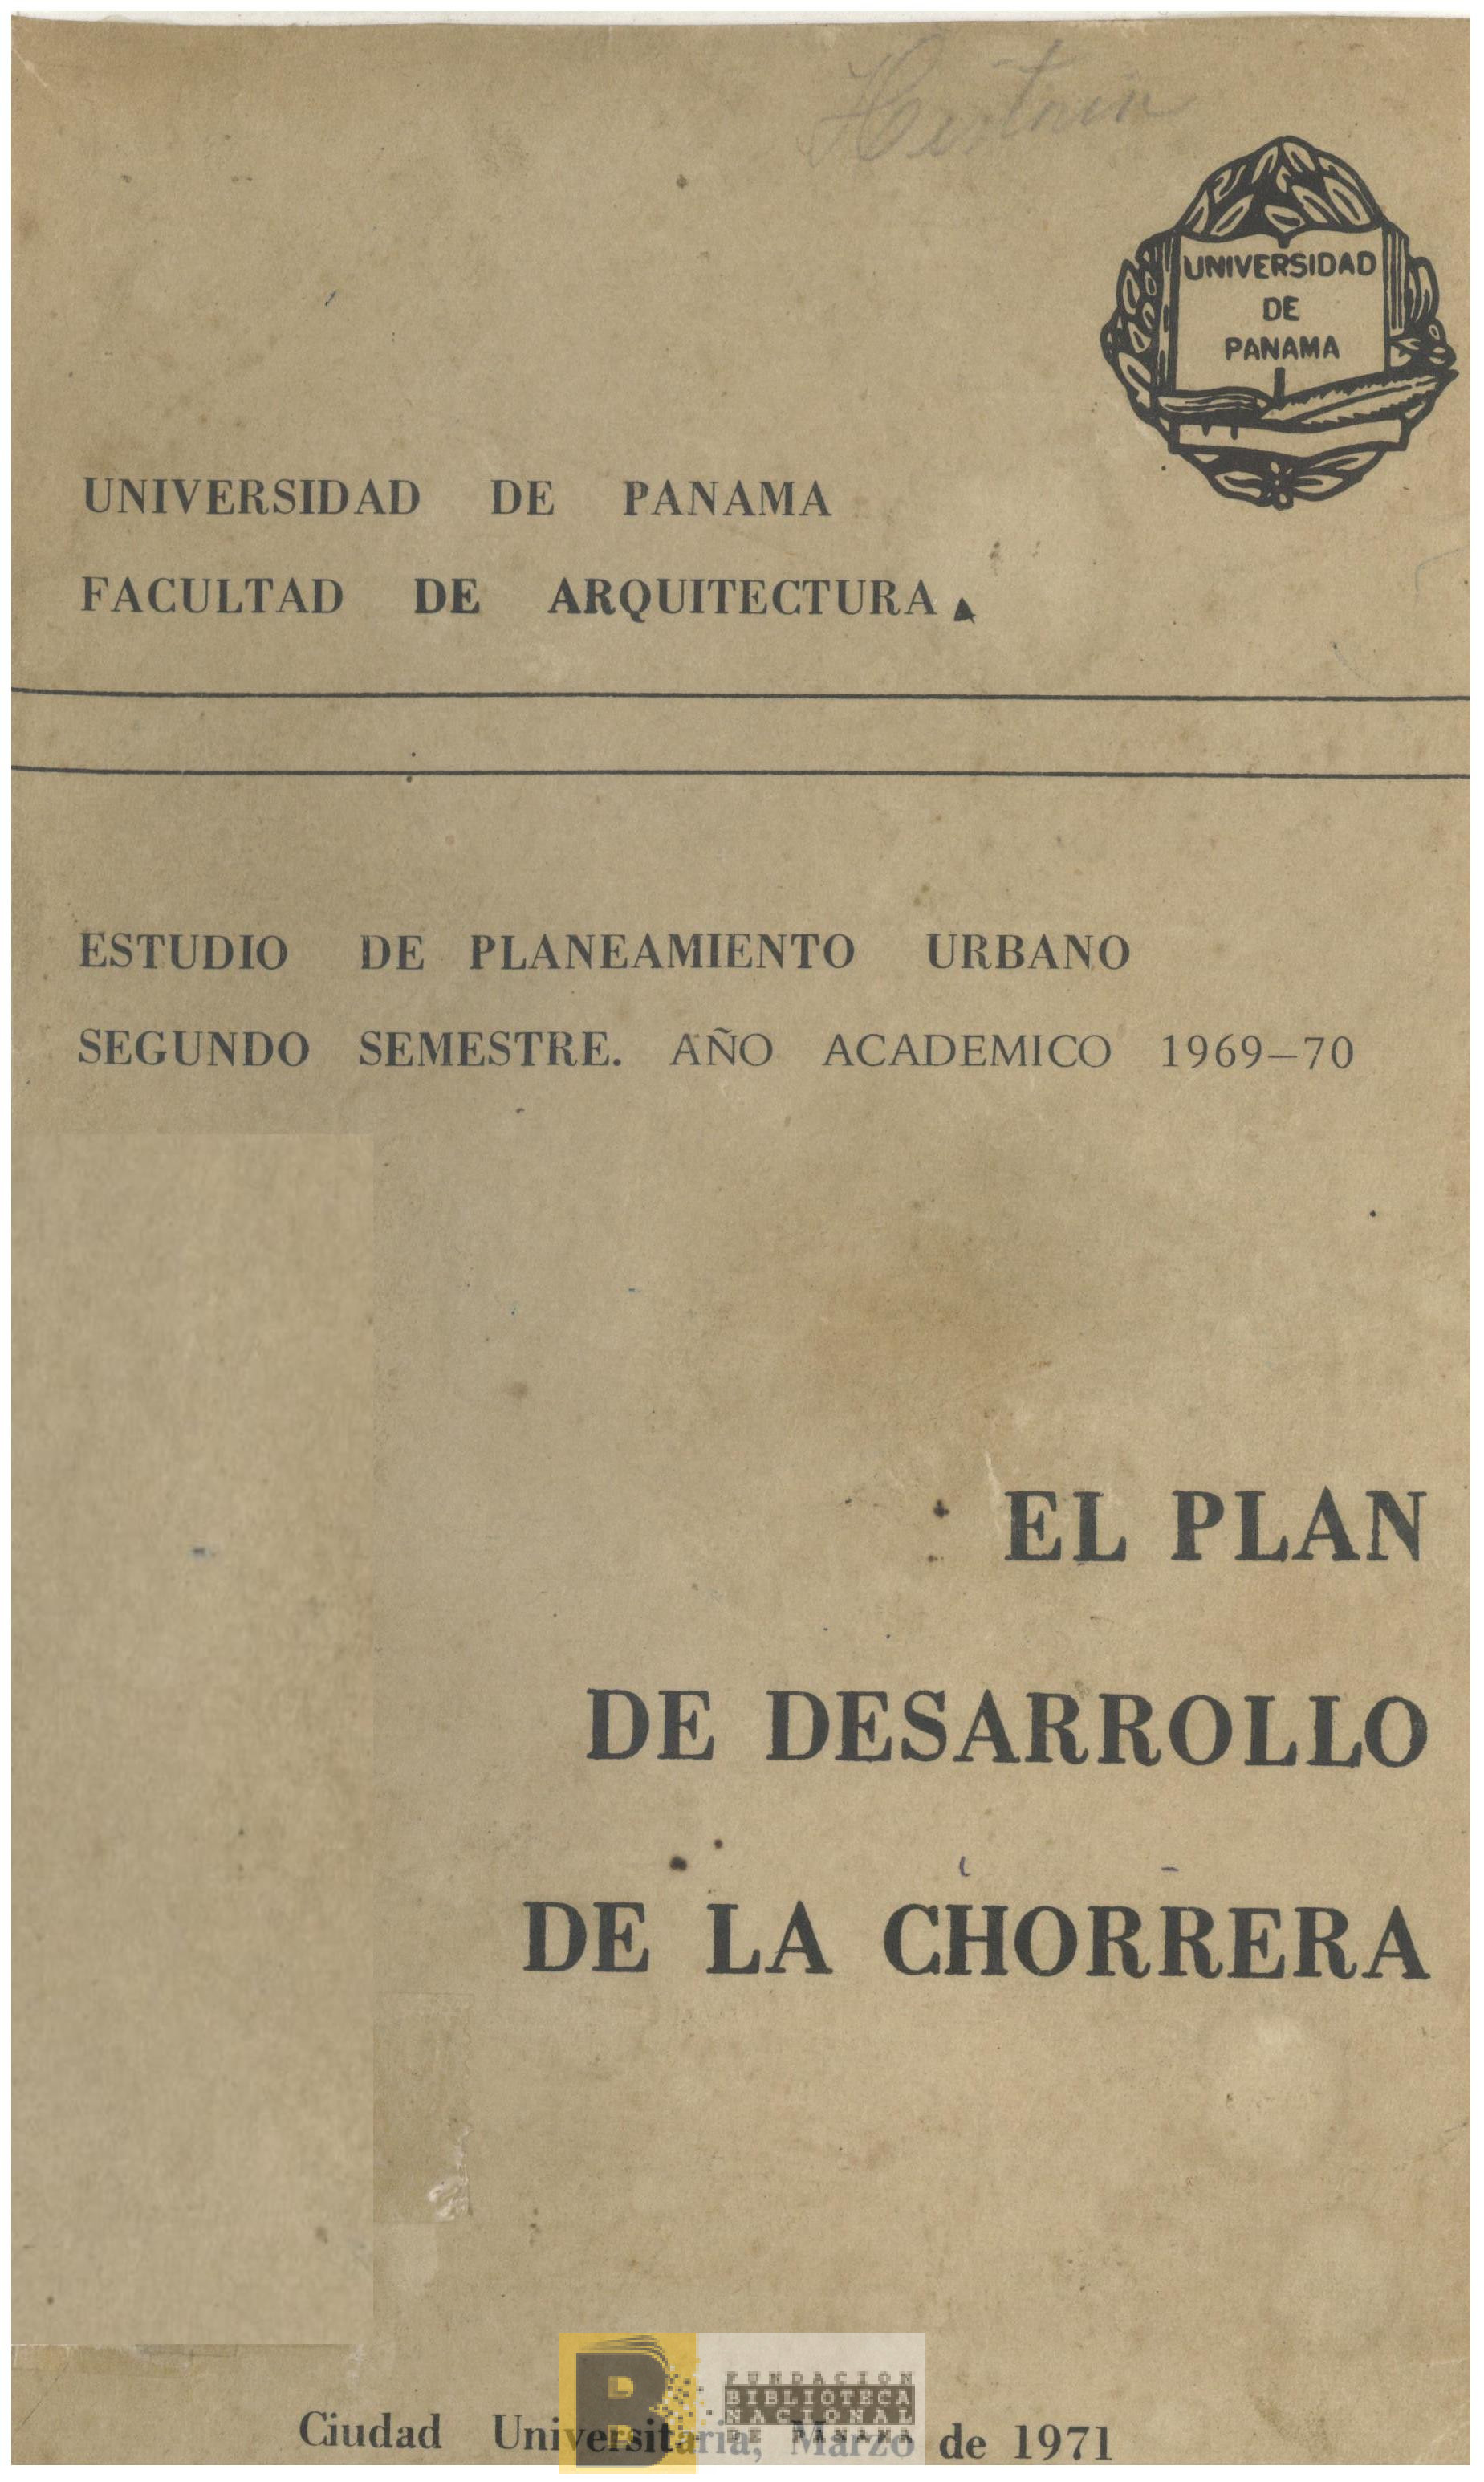 UNIVERSIDAD
DE
PANAMA
UNIVERSIDAD DE PANAMA
FACULTAD DE ARQUITECTURA
ESTUDIO DE PLANEAMIENTO URBANO
SEGUNDO SEMESTRE. AÑO ACADEMICO 1969–70
EL PLAN
DE DESARROLLO
DE LA CHORRERA
FUNDACION
BIBLIOTECA
NACIONAL
DE PANAMA
Ciudad Universitaria, Marzo de 1971